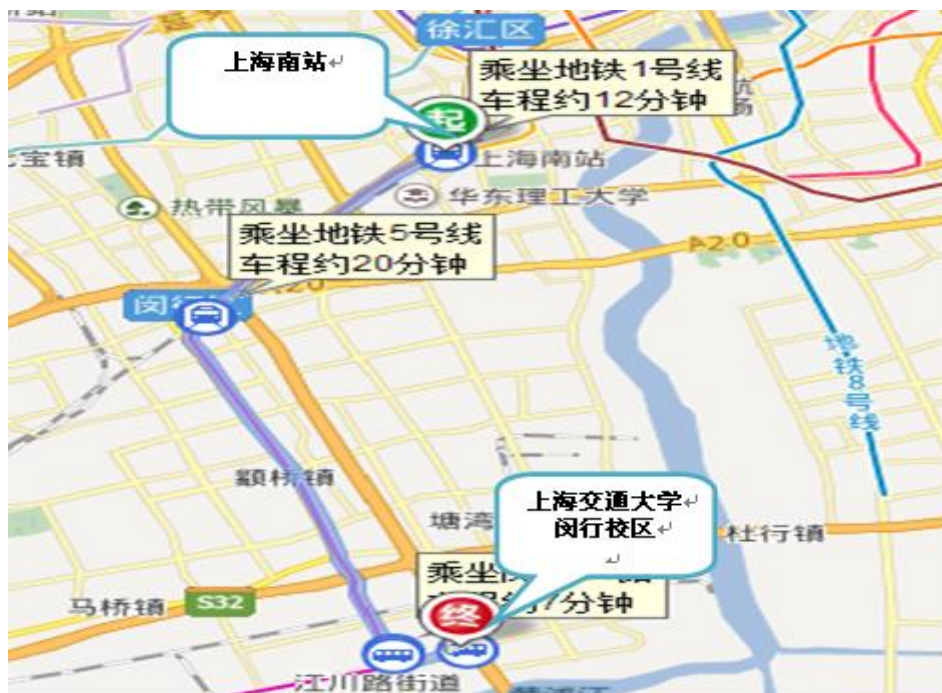 徐汇区
上海南站
乘坐地铁1号线
车程约12分钟
起
上海南站
宝镇
华东理工大学
热带风暴
乘坐地铁5号线
车程约20分钟
A20
A20
闵行
地铁8号线
颛桥镇
上海交通大学
闵行校区
塘湾
杜行镇
乘坐
约7分钟
终
马桥镇
S32
江川路街道